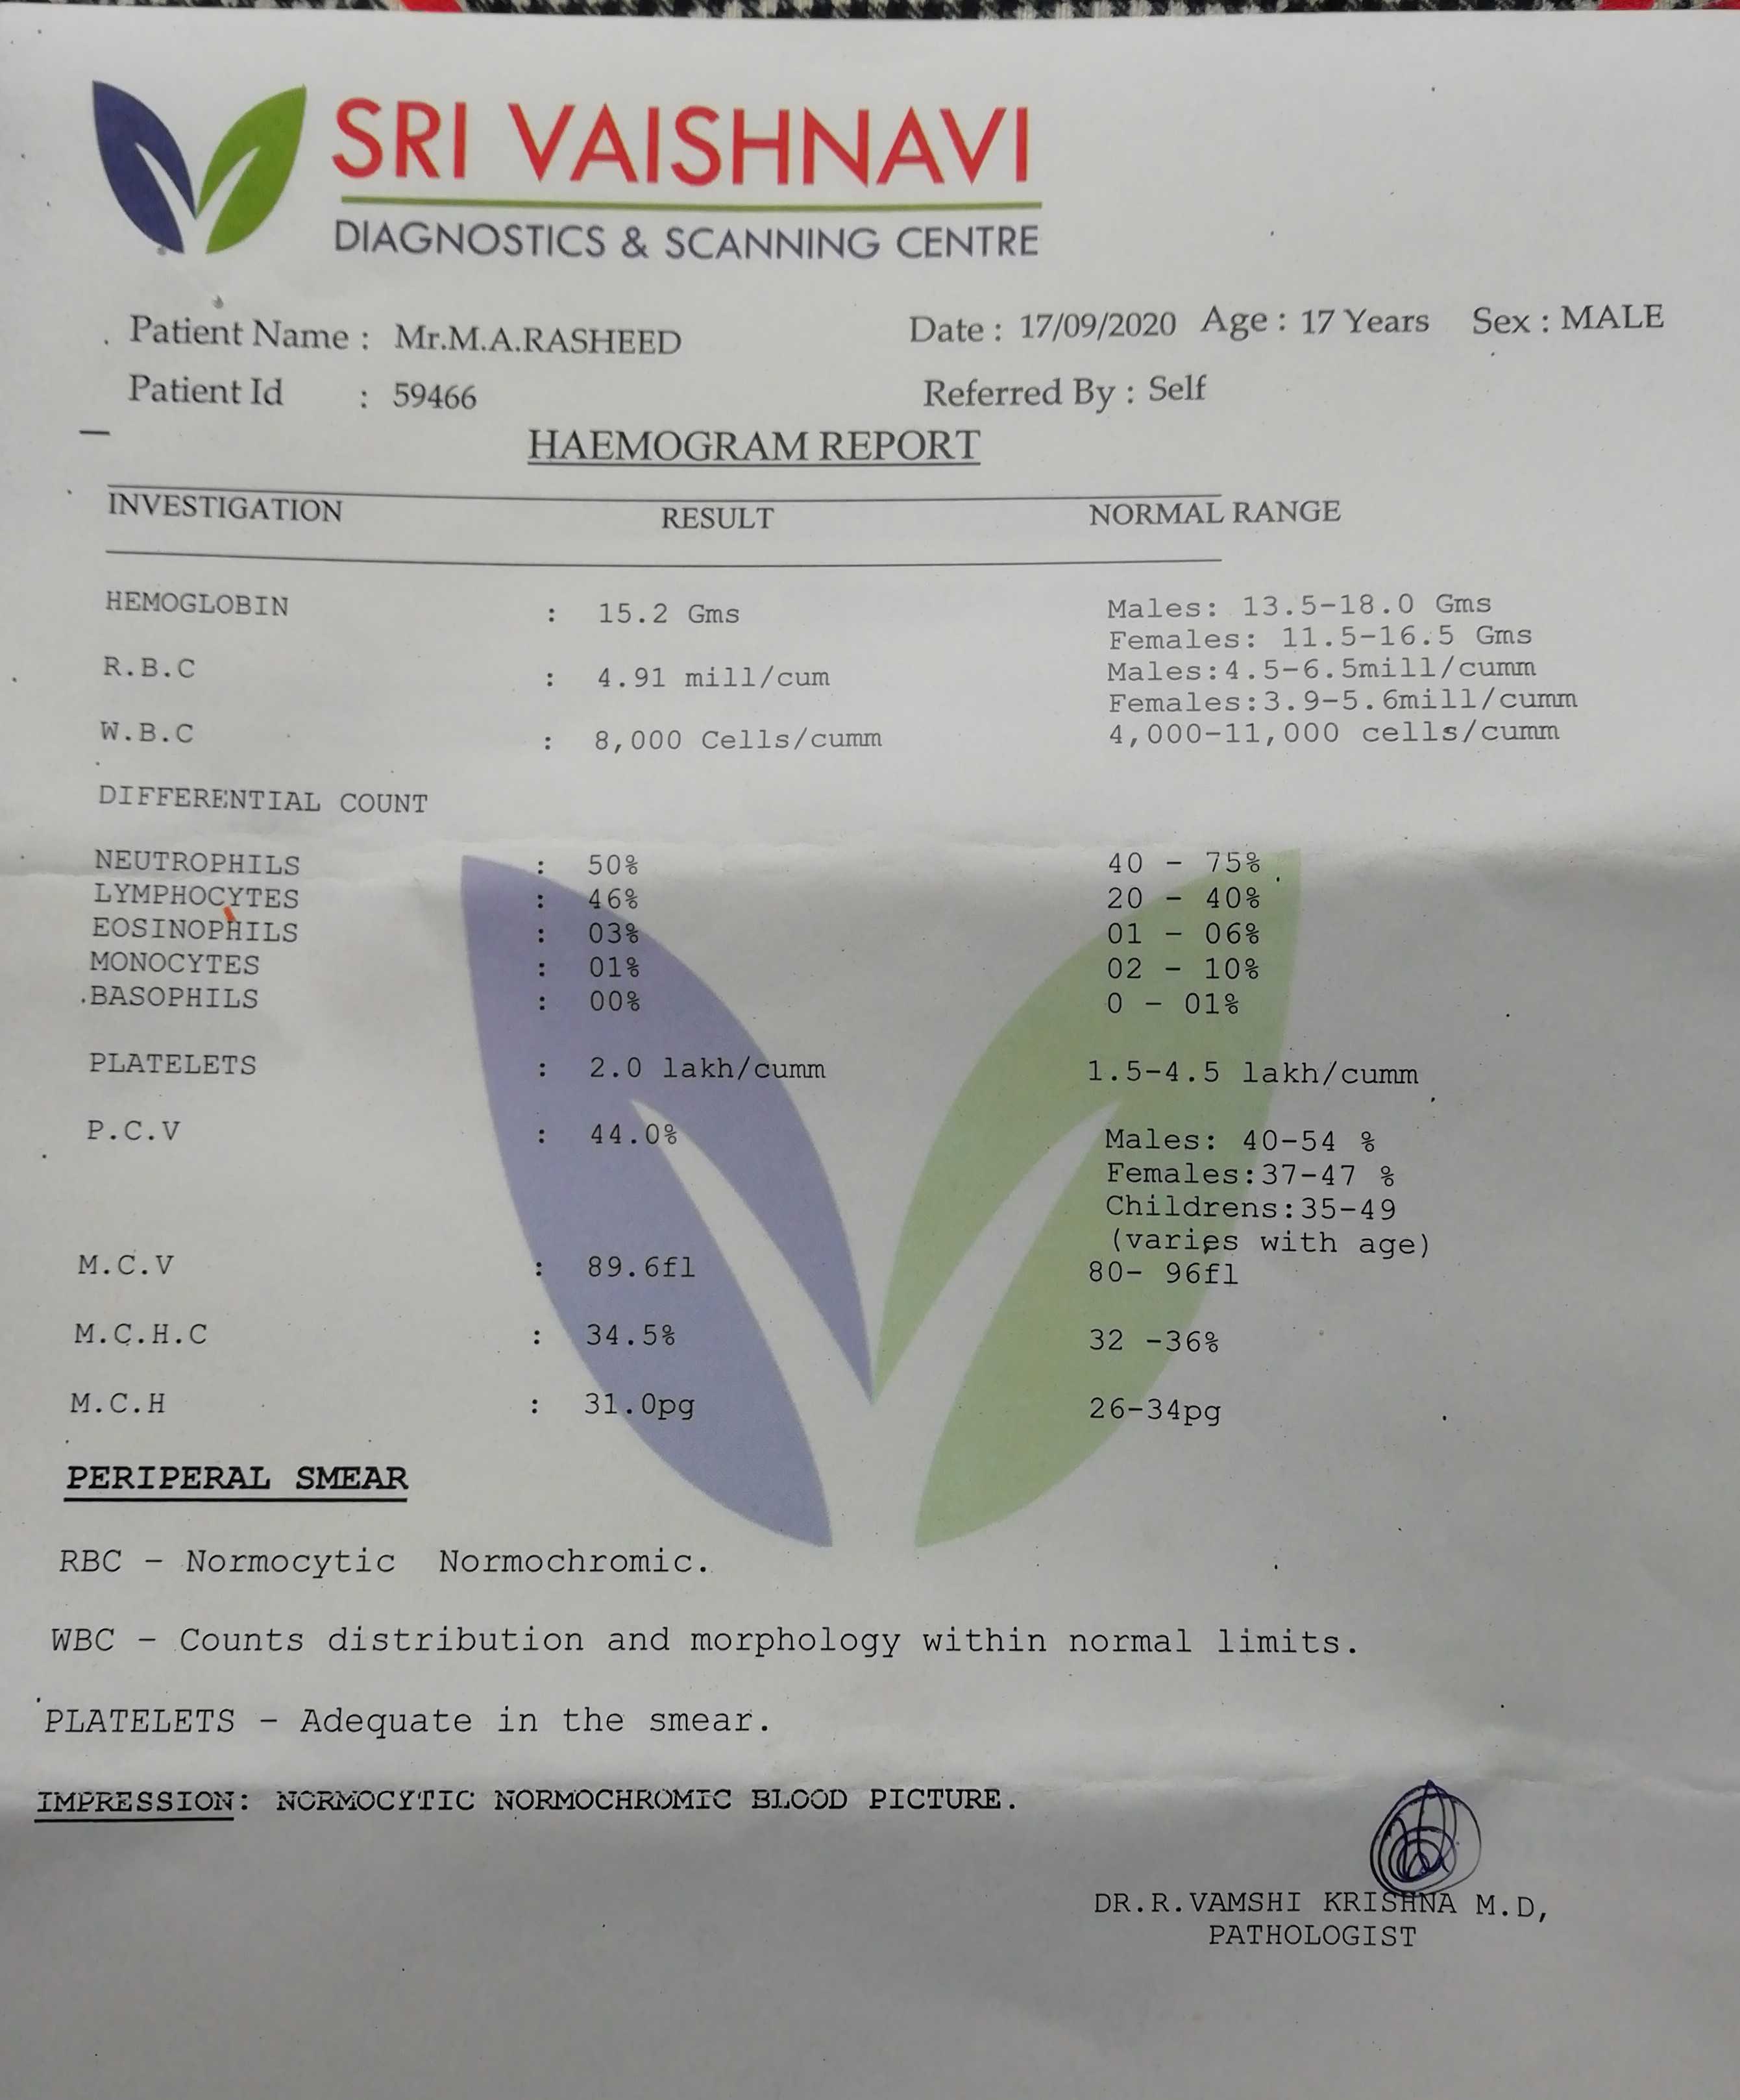 SRI VAISHNAVI
DIAGNOSTICS & SCANNING CENTRE
Patient Name : Mr.M.A.RASHEED Date : 17/09/2020 Age : 17 Years Sex : MALE
Patient Id : 59466 Referred By : Self
HAEMOGRAM REPORT
INVESTIGATION RESULT NORMAL RANGE
HEMOGLOBIN : 15.2 Gms Males: 13.5-18.0 Gms
Females: 11.5-16.5 Gms
R.B.C : 4.91 mill/cum Males:4.5-6.5mill/cumm
Females:3.9-5.6mill/cumm
W.B.C : 8,000 Cells/cumm 4,000-11,000 cells/cumm
DIFFERENTIAL COUNT
NEUTROPHILS : 50% 40 - 75%
LYMPHOCYTES : 46% 20 - 40%
EOSINOPHILS : 03% 01 - 06%
MONOCYTES : 01% 02 - 10%
BASOPHILS : 00% 0 - 01%
PLATELETS : 2.0 lakh/cumm 1.5-4.5 lakh/cumm
P.C.V : 44.0% Males: 40-54 %
Females:37-47 %
Childrens:35-49
(varies with age)
M.C.V : 89.6fl 80- 96fl
M.C.H.C : 34.5% 32 -36%
M.C.H : 31.0pg 26-34pg
PERIPERAL SMEAR
RBC - Normocytic Normochromic.
WBC - Counts distribution and morphology within normal limits.
PLATELETS - Adequate in the smear.
IMPRESSION: NORMOCYTIC NORMOCHROMIC BLOOD PICTURE.
DR.R.VAMSHI KRISHNA M.D,
PATHOLOGIST